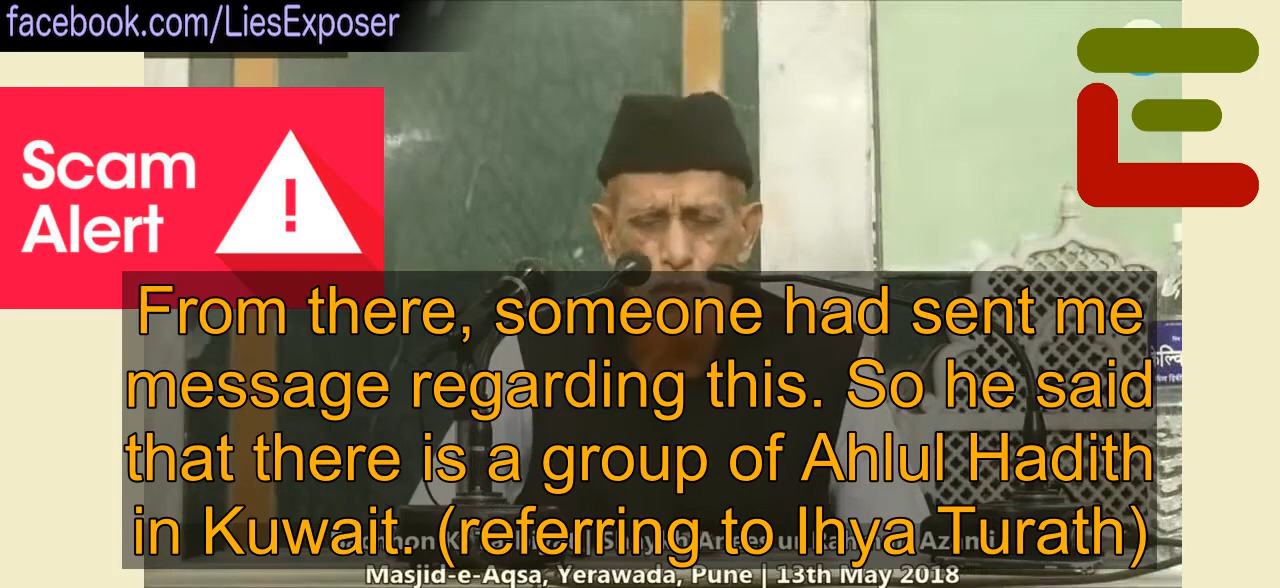 facebook.com/LiesExposer
Scam
Alert
!
From there, someone had sent me
message regarding this. So he said
that there is a group of Ahlul Hadith
in Kuwait. (referring to Ihya Turath)
Masjid-e-Aqsa, Yerawada, Pune | 13th May 2018